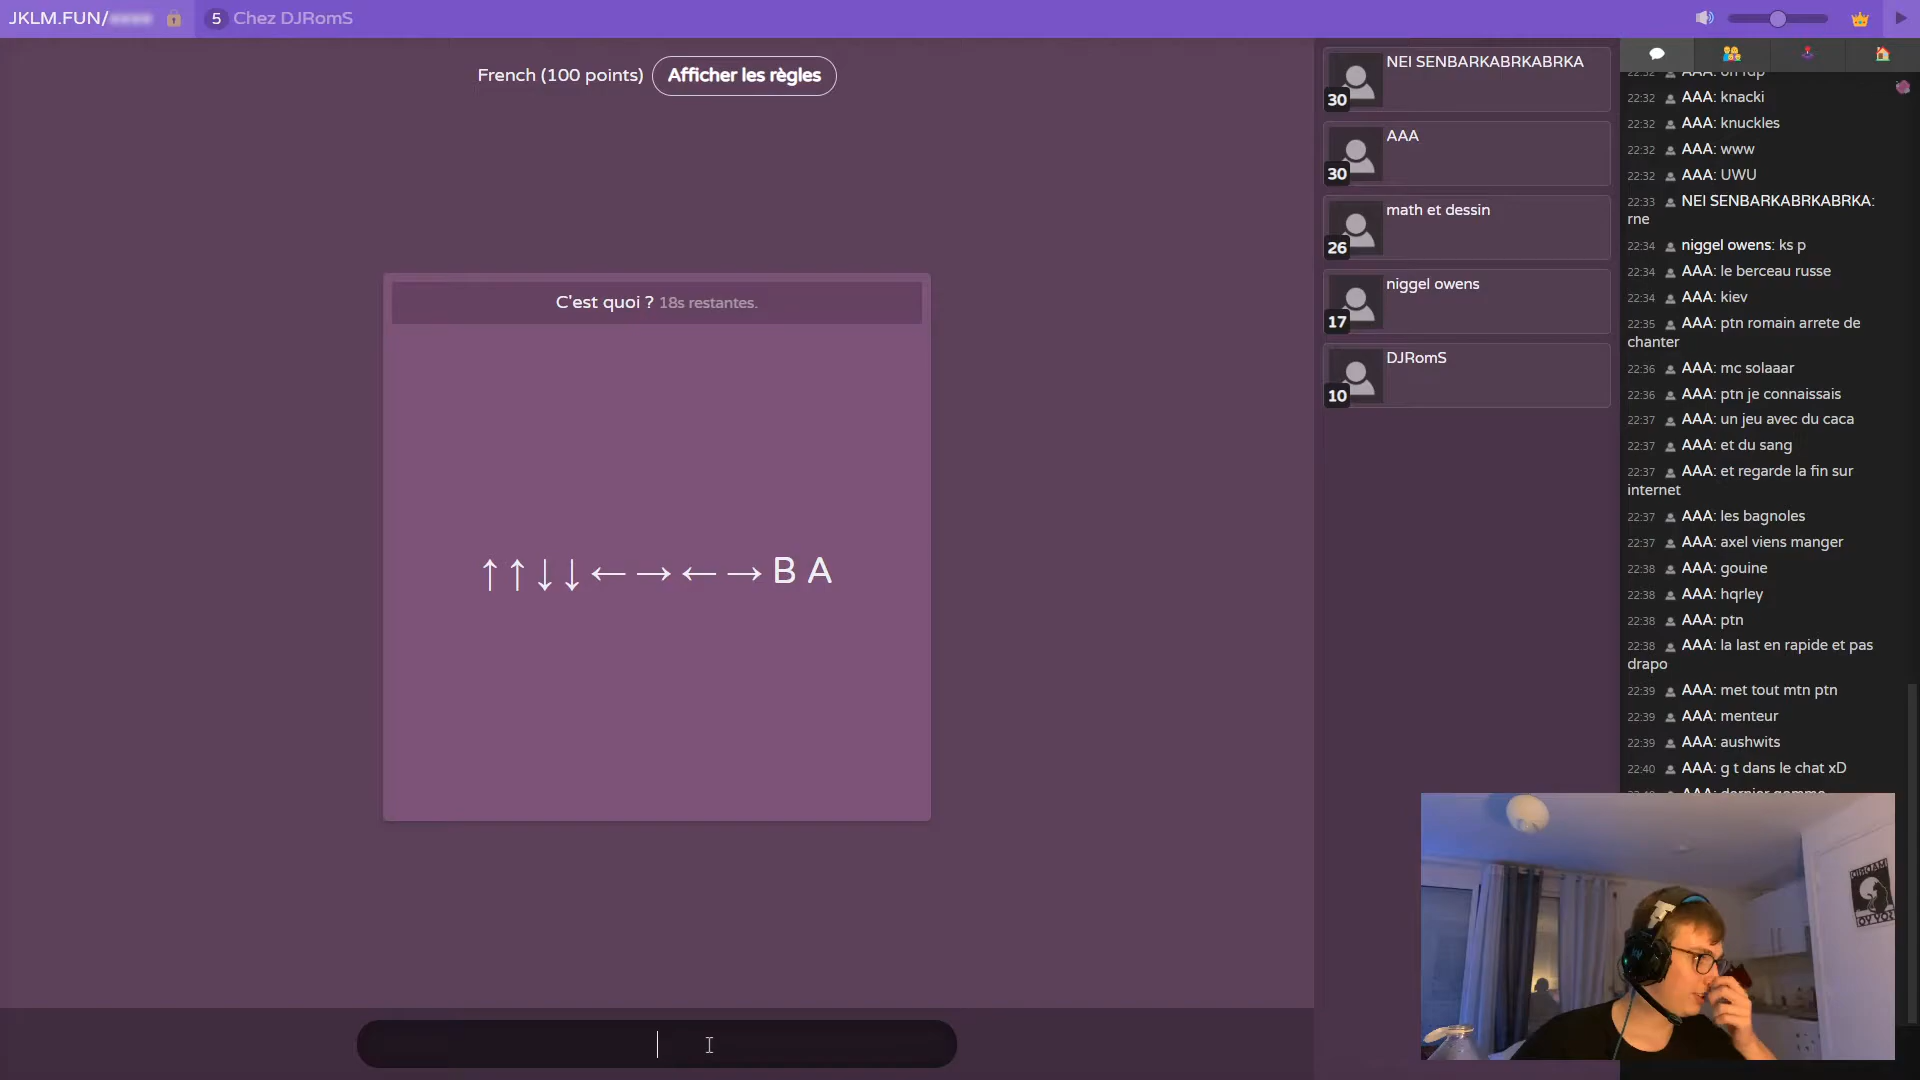 JKLM.FUN/
5 Chez DJRomS
French (100 points) Afficher les règles
C'est quoi ? 18s restantes.
↑ ↑ ↓ ↓ ← → ← → B A
NEI SENBARKABRKABRKA
30
AAA
30
math et dessin
26
niggel owens
17
DJRomS
10
22:32 AAA: knacki
22:32 AAA: knuckles
22:32 AAA: www
22:32 AAA: UWU
22:33 NEI SENBARKABRKABRKA:
rne
22:34 niggel owens: ks p
22:34 AAA: le berceau russe
22:34 AAA: kiev
22:35 AAA: ptn romain arrete de
chanter
22:36 AAA: mc solaaar
22:36 AAA: ptn je connaissais
22:37 AAA: un jeu avec du caca
22:37 AAA: et du sang
22:37 AAA: et regarde la fin sur
internet
22:37 AAA: les bagnoles
22:37 AAA: axel viens manger
22:38 AAA: gouine
22:38 AAA: hqrley
22:38 AAA: ptn
22:38 AAA: la last en rapide et pas
drapo
22:39 AAA: met tout mtn ptn
22:39 AAA: menteur
22:39 AAA: aushwits
22:40 AAA: g t dans le chat xD